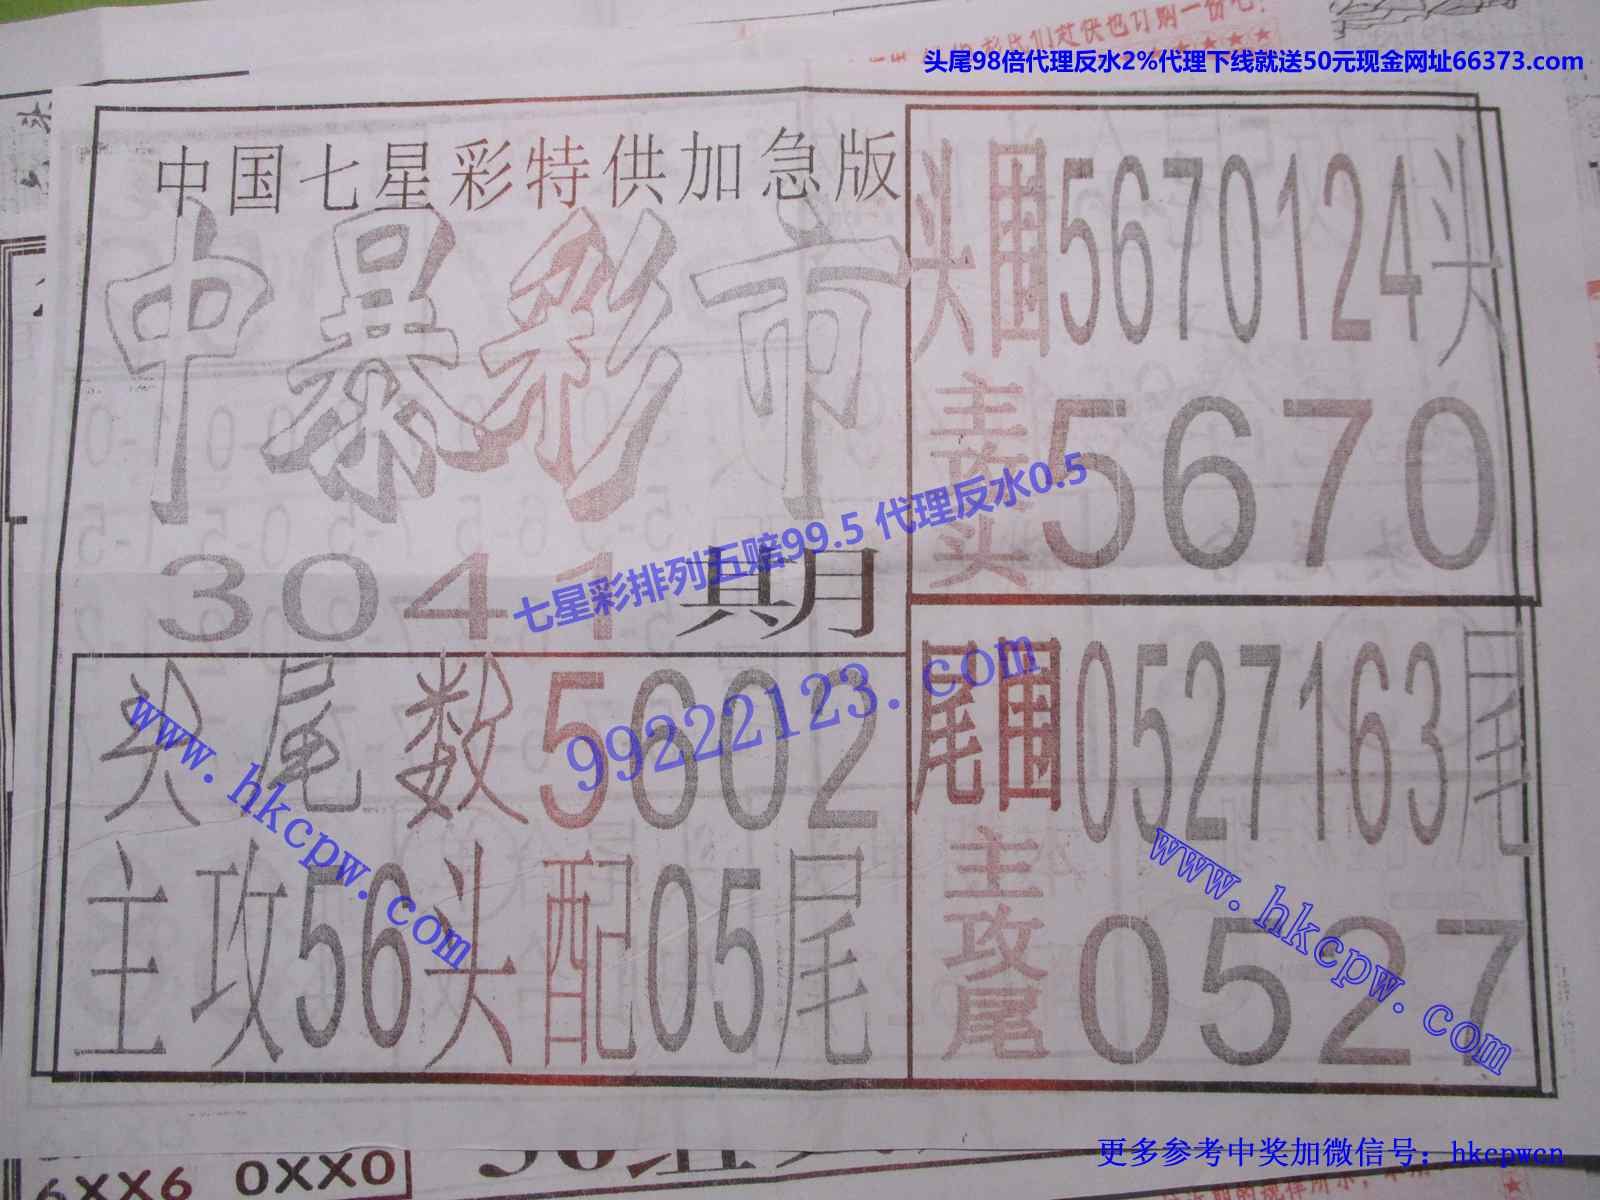 头尾98倍代理反水2%代理下线就送50元现金网址66373.com
中国七星彩特供加急版
中暴彩市
3041期
头尾数5602
主攻56头配05尾
头围5670124头
主攻头5670
尾围0527163尾
主攻尾0527
七星彩排列五赔99.5 代理反水0.5
99222123.com
www.hkcpw.com
www.hkcpw.com
更多参考中奖加微信号：hkcpwcn
6XX6 0XX0